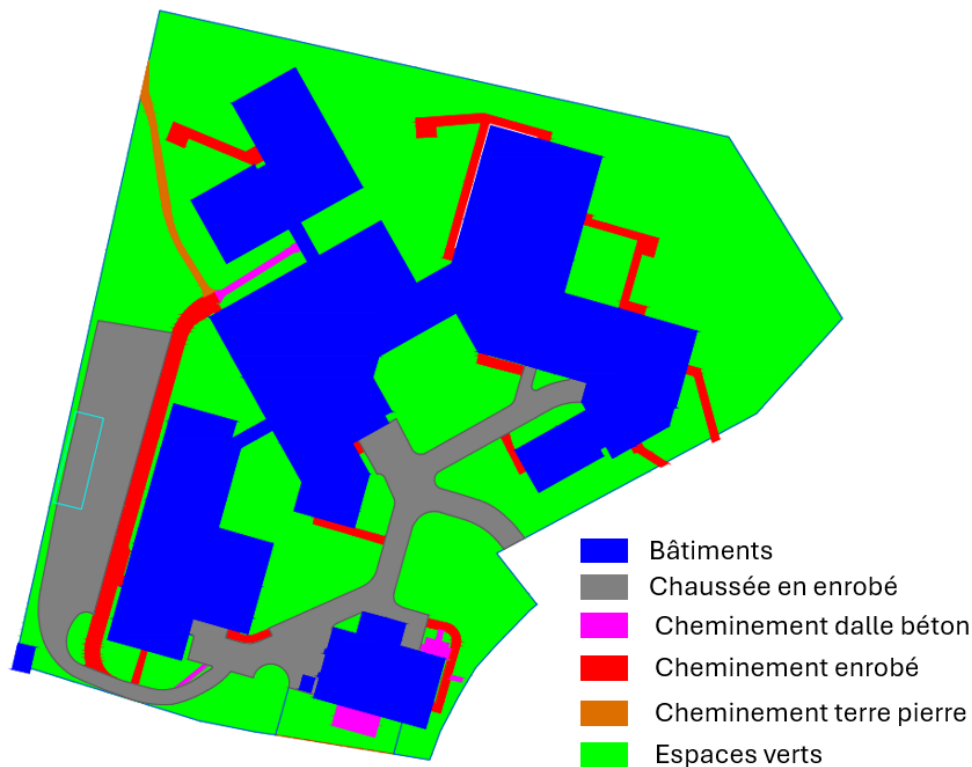 Bâtiments
Chaussée en enrobé
Cheminement dalle béton
Cheminement enrobé
Cheminement terre pierre
Espaces verts